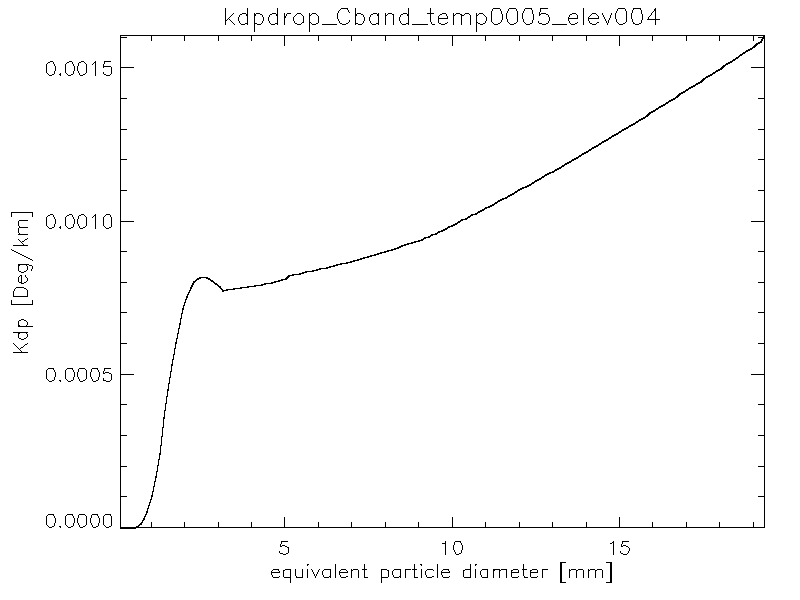 kdpdrop_Cband_temp0005_elev004
0.0015
0.0010
0.0005
0.0000
Kdp [Deg/km]
5 10 15
equivalent particle diameter [mm]